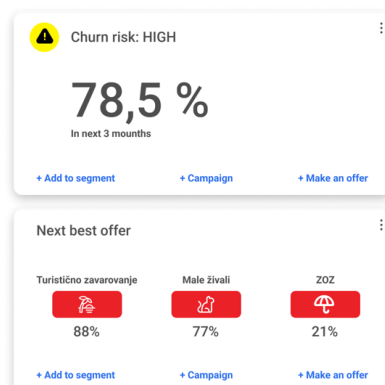 Churn risk: HIGH
78,5 %
In next 3 mounths
+ Add to segment + Campaign + Make an offer
Next best offer
Turistično zavarovanje Male živali ZOZ
88% 77% 21%
+ Add to segment + Campaign + Make an offer